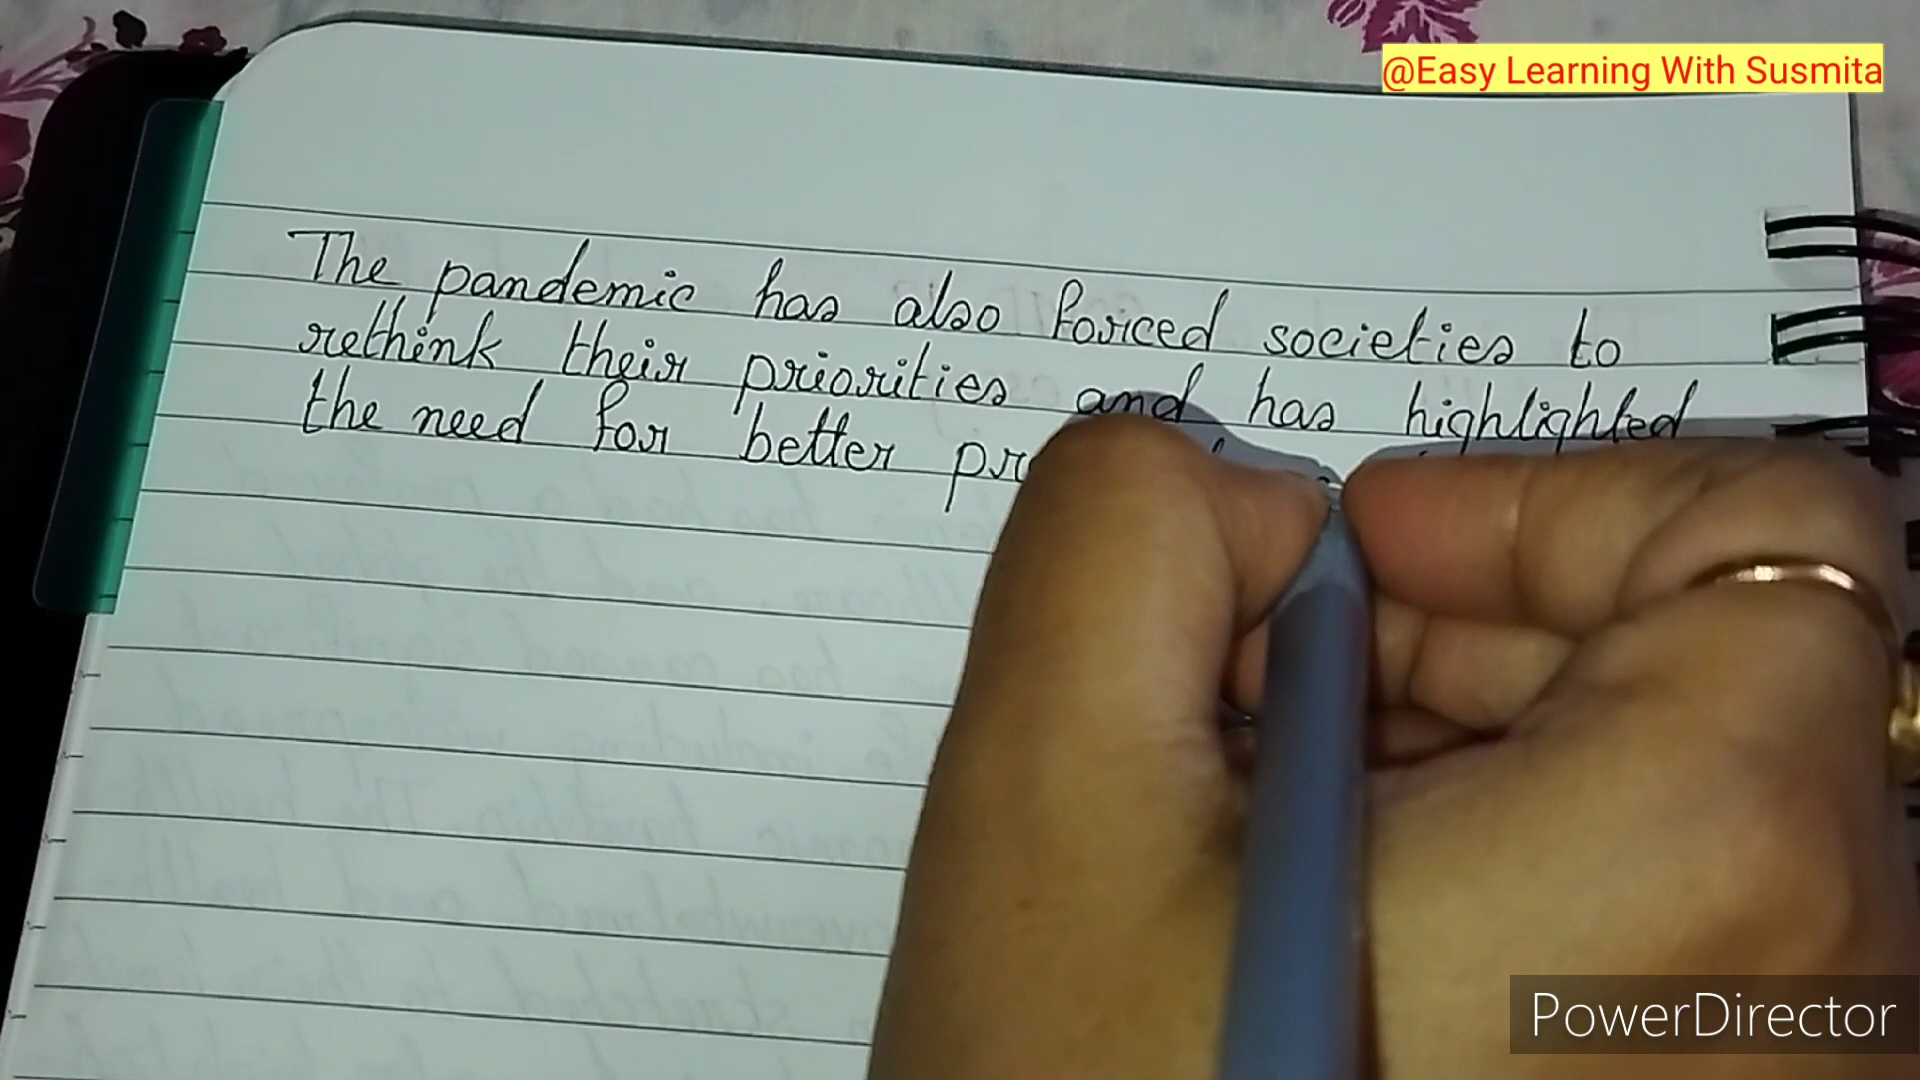 @Easy Learning With Susmita
The pandemic has also forced societies to
rethink their priorities and has highlighted
the need for better
PowerDirector